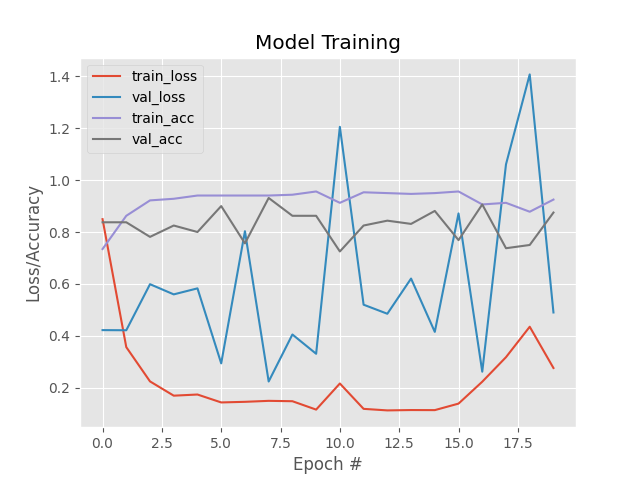 Model Training
train_loss
val_loss
train_acc
val_acc
1.4
1.2
1.0
0.8
0.6
0.4
0.2
Loss/Accuracy
0.0 2.5 5.0 7.5 10.0 12.5 15.0 17.5
Epoch #